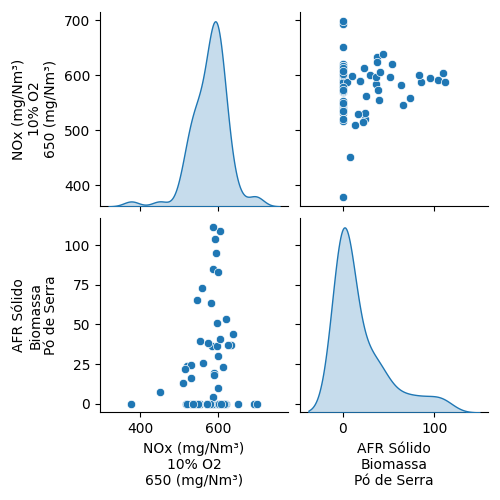 NOx (mg/Nm³)
10% O2
650 (mg/Nm³)
700
600
500
400
AFR Sólido
Biomassa
Pó de Serra
100
75
50
25
0
400
600
NOx (mg/Nm³)
10% O2
650 (mg/Nm³)
0
100
AFR Sólido
Biomassa
Pó de Serra